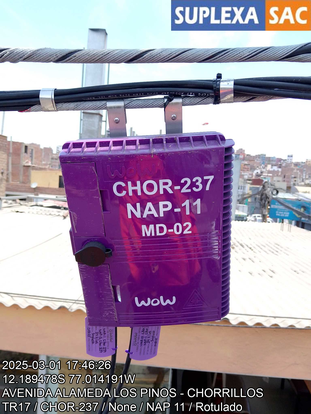 SUPLEXA SAC
CHOR-237
NAP-11
MD-02
WOW
2025-03-01 17:46:26
12.189478S 77.014191W
AVENIDA ALAMEDA LOS PINOS - CHORRILLOS
TR17 / CHOR-237 / None / NAP 11 / Rotulado